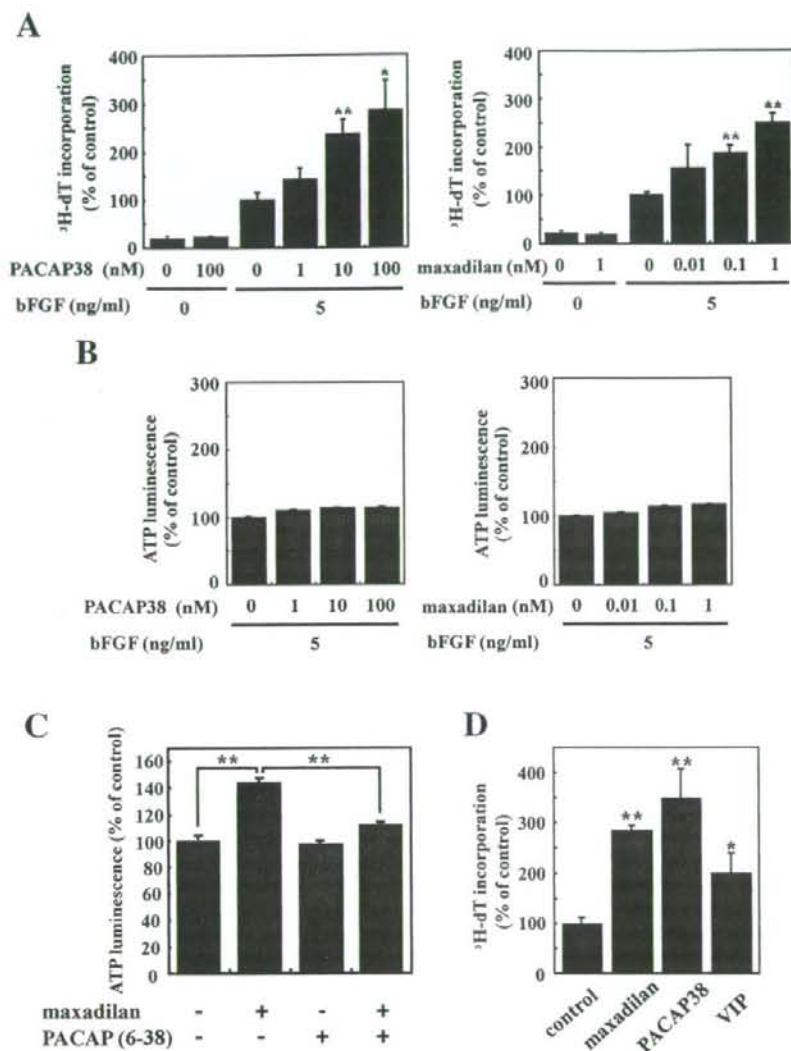 A
400
300
200
100
0
³H-dT incorporation
(% of control)
**
*
PACAP38 (nM) 0 100 0 1 10 100
bFGF (ng/ml) 0 5
400
300
200
100
0
³H-dT incorporation
(% of control)
**
**
maxadilan (nM) 0 1 0 0.01 0.1 1
bFGF (ng/ml) 0 5
B
300
200
100
0
ATP luminescence
(% of control)
PACAP38 (nM) 0 1 10 100
bFGF (ng/ml) 5
300
200
100
0
ATP luminescence
(% of control)
maxadilan (nM) 0 0.01 0.1 1
bFGF (ng/ml) 5
C
160
140
120
100
80
60
40
20
0
ATP luminescence (% of control)
** **
maxadilan - + - +
PACAP (6-38) - - + +
D
400
300
200
100
0
³H-dT incorporation
(% of control)
**
**
*
control maxadilan PACAP38 VIP